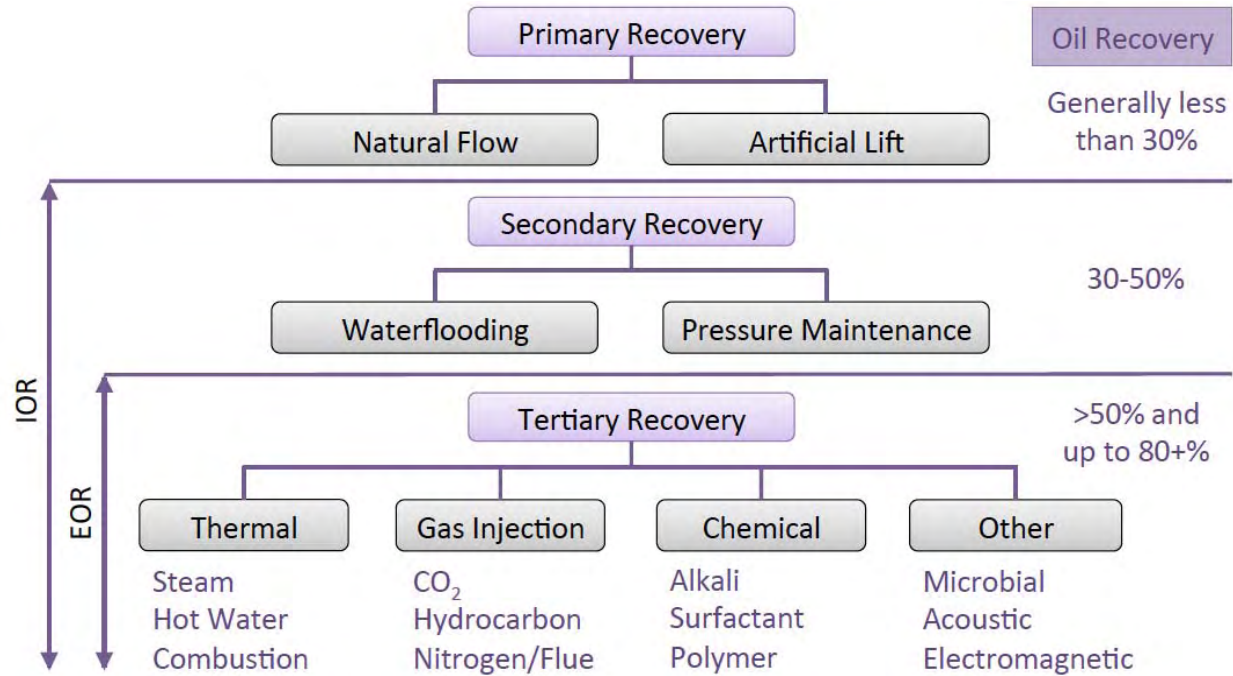 Primary Recovery
Oil Recovery
Natural Flow
Artificial Lift
Generally less
than 30%
Secondary Recovery
Waterflooding
Pressure Maintenance
30-50%
IOR
EOR
Tertiary Recovery
>50% and
up to 80+%
Thermal
Gas Injection
Chemical
Other
Steam
Hot Water
Combustion
CO₂
Hydrocarbon
Nitrogen/Flue
Alkali
Surfactant
Polymer
Microbial
Acoustic
Electromagnetic